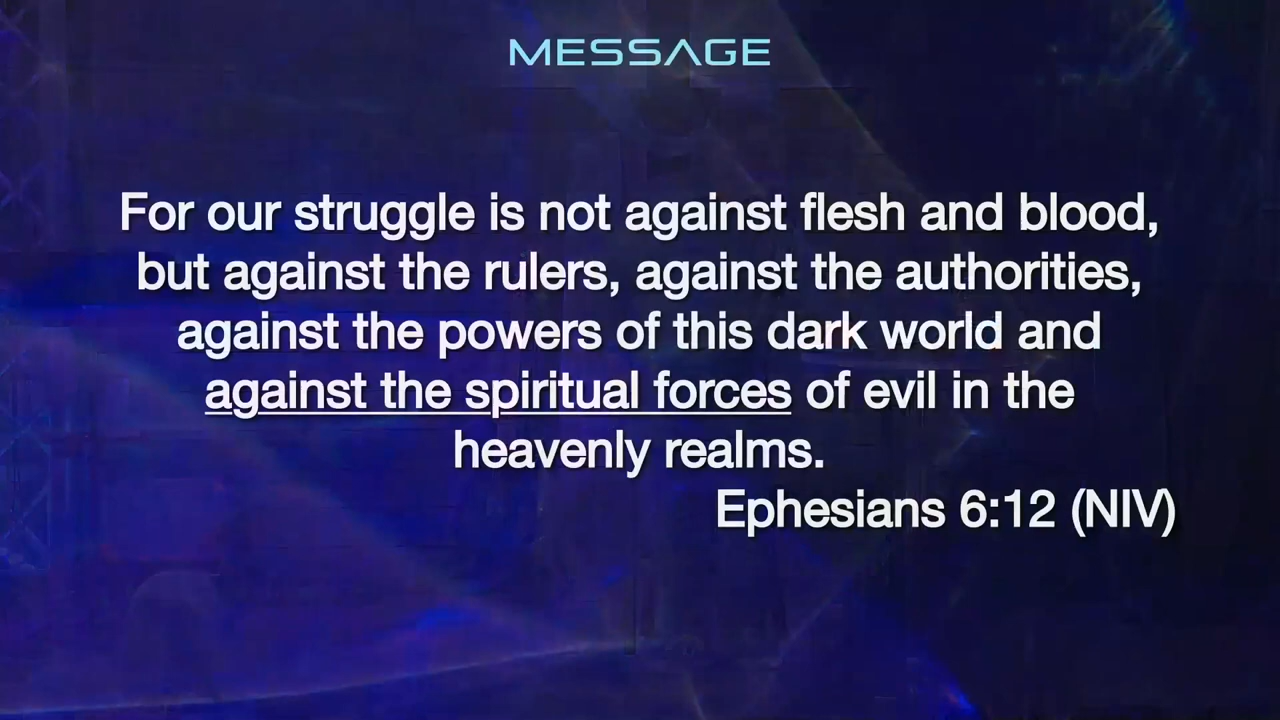 MESSAGE
For our struggle is not against flesh and blood,
but against the rulers, against the authorities,
against the powers of this dark world and
against the spiritual forces of evil in the
heavenly realms.
Ephesians 6:12 (NIV)